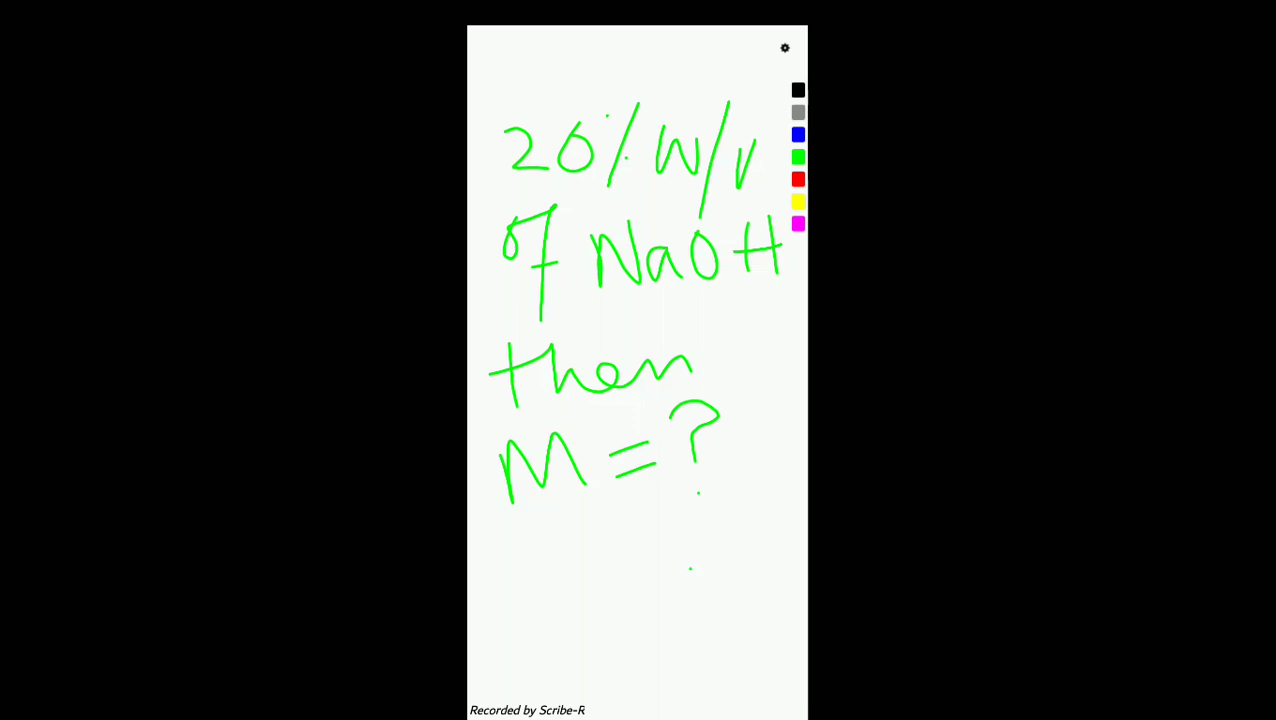 20% W/V
of NaOH
then
M = ?
Recorded by Scribe-R